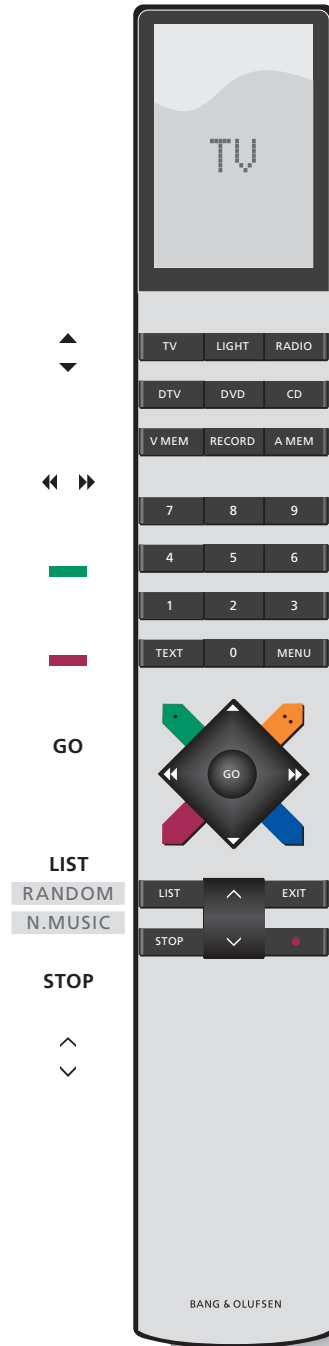 TV
TV LIGHT RADIO
DTV DVD CD
V MEM RECORD A MEM
7 8 9
4 5 6
1 2 3
TEXT 0 MENU
GO
GO
LIST
RANDOM
N.MUSIC
LIST EXIT
STOP
STOP
BANG & OLUFSEN